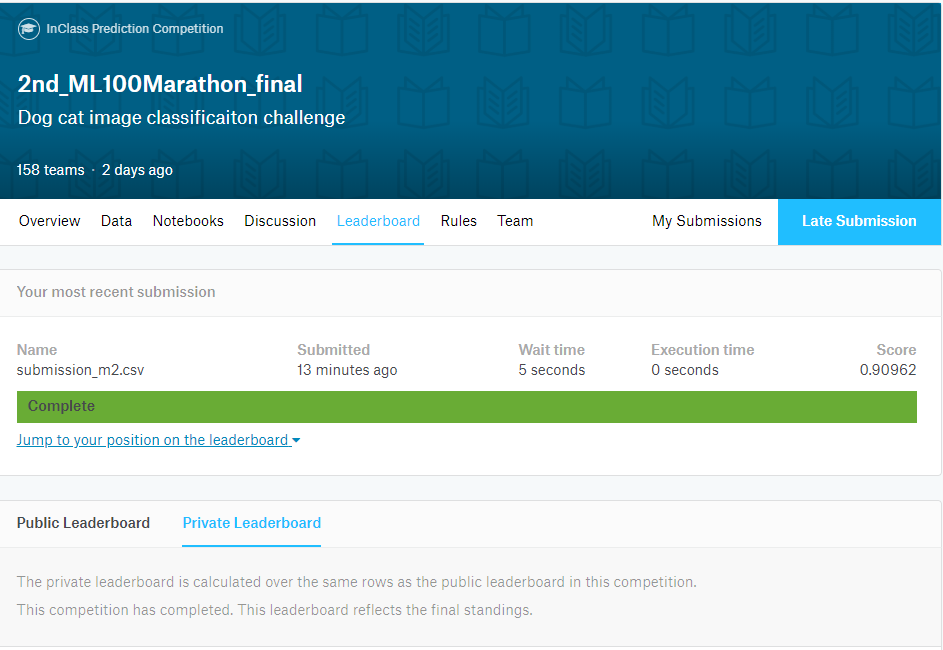 InClass Prediction Competition
2nd_ML100Marathon_final
Dog cat image classificaiton challenge
158 teams · 2 days ago
Overview Data Notebooks Discussion Leaderboard Rules Team My Submissions Late Submission
Your most recent submission
Name Submitted Wait time Execution time Score
submission_m2.csv 13 minutes ago 5 seconds 0 seconds 0.90962
Complete
Jump to your position on the leaderboard
Public Leaderboard Private Leaderboard
The private leaderboard is calculated over the same rows as the public leaderboard in this competition.
This competition has completed. This leaderboard reflects the final standings.